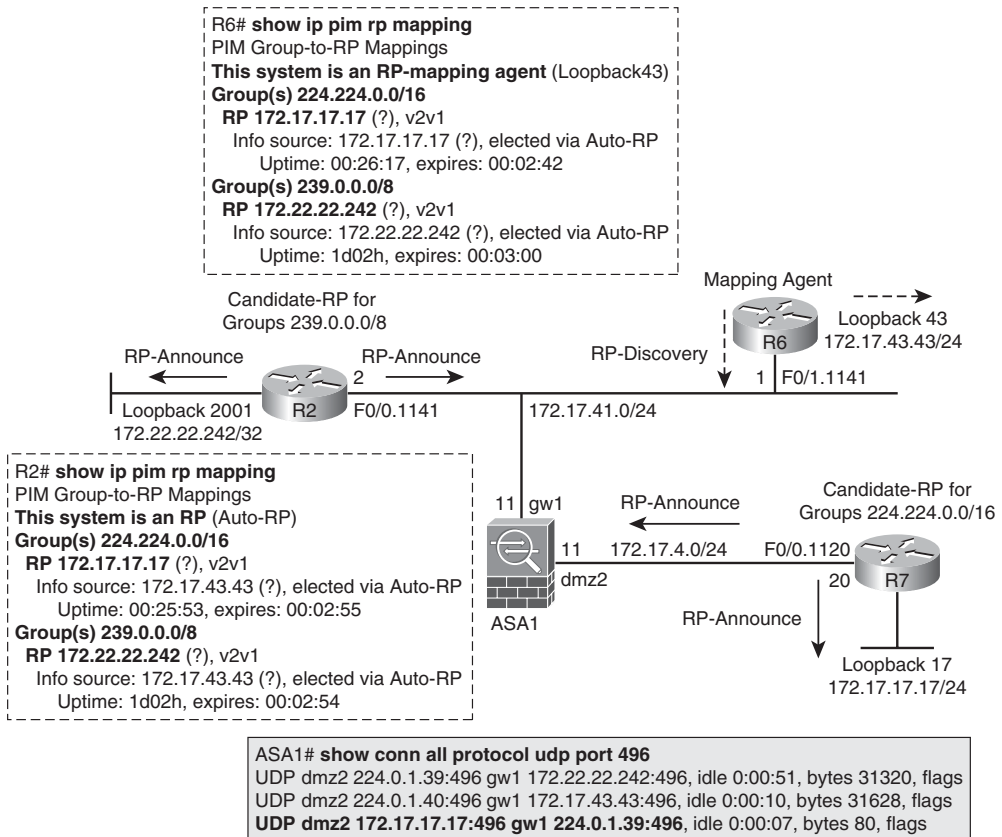 R6# show ip pim rp mapping
PIM Group-to-RP Mappings
This system is an RP-mapping agent (Loopback43)
Group(s) 224.224.0.0/16
RP 172.17.17.17 (?), v2v1
Info source: 172.17.17.17 (?), elected via Auto-RP
Uptime: 00:26:17, expires: 00:02:42
Group(s) 239.0.0.0/8
RP 172.22.22.242 (?), v2v1
Info source: 172.22.22.242 (?), elected via Auto-RP
Uptime: 1d02h, expires: 00:03:00
Mapping Agent
R6
Loopback 43
172.17.43.43/24
RP-Discovery
1
F0/1.1141
Candidate-RP for
Groups 239.0.0.0/8
RP-Announce
RP-Announce
2
R2
F0/0.1141
Loopback 2001
172.22.22.242/32
172.17.41.0/24
R2# show ip pim rp mapping
PIM Group-to-RP Mappings
This system is an RP (Auto-RP)
Group(s) 224.224.0.0/16
RP 172.17.17.17 (?), v2v1
Info source: 172.17.43.43 (?), elected via Auto-RP
Uptime: 00:25:53, expires: 00:02:55
Group(s) 239.0.0.0/8
RP 172.22.22.242 (?), v2v1
Info source: 172.17.43.43 (?), elected via Auto-RP
Uptime: 1d02h, expires: 00:02:54
11
gw1
RP-Announce
Candidate-RP for
Groups 224.224.0.0/16
11
172.17.4.0/24
F0/0.1120
dmz2
20
R7
ASA1
RP-Announce
Loopback 17
172.17.17.17/24
ASA1# show conn all protocol udp port 496
UDP dmz2 224.0.1.39:496 gw1 172.22.22.242:496, idle 0:00:51, bytes 31320, flags
UDP dmz2 224.0.1.40:496 gw1 172.17.43.43:496, idle 0:00:10, bytes 31628, flags
UDP dmz2 172.17.17.17:496 gw1 224.0.1.39:496, idle 0:00:07, bytes 80, flags